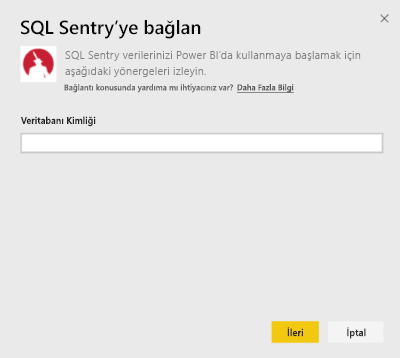 SQL Sentry'ye bağlan
SQL Sentry verilerinizi Power BI'da kullanmaya başlamak için
aşağıdaki yönergeleri izleyin.
Bağlantı konusunda yardıma mı ihtiyacınız var? Daha Fazla Bilgi
Veritabanı Kimliği
İleri İptal